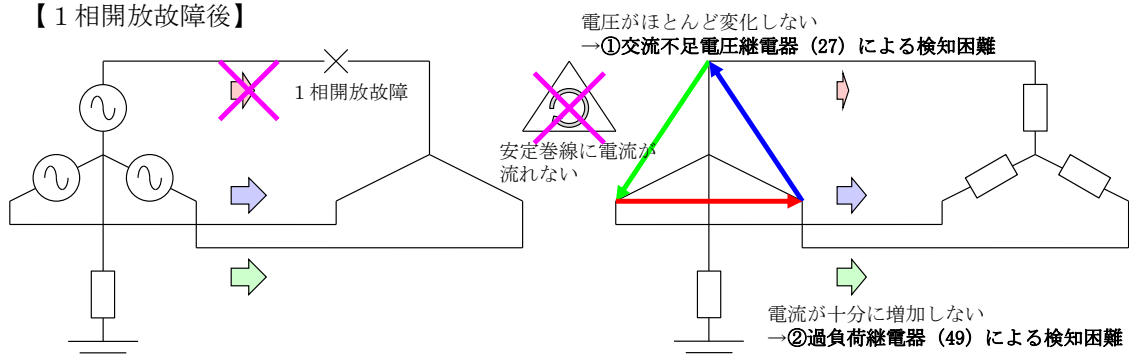 【１相開放故障後】
電圧がほとんど変化しない
→①交流不足電圧継電器（27）による検知困難
１相開放故障
安定巻線に電流が
流れない
電流が十分に増加しない
→②過負荷継電器（49）による検知困難